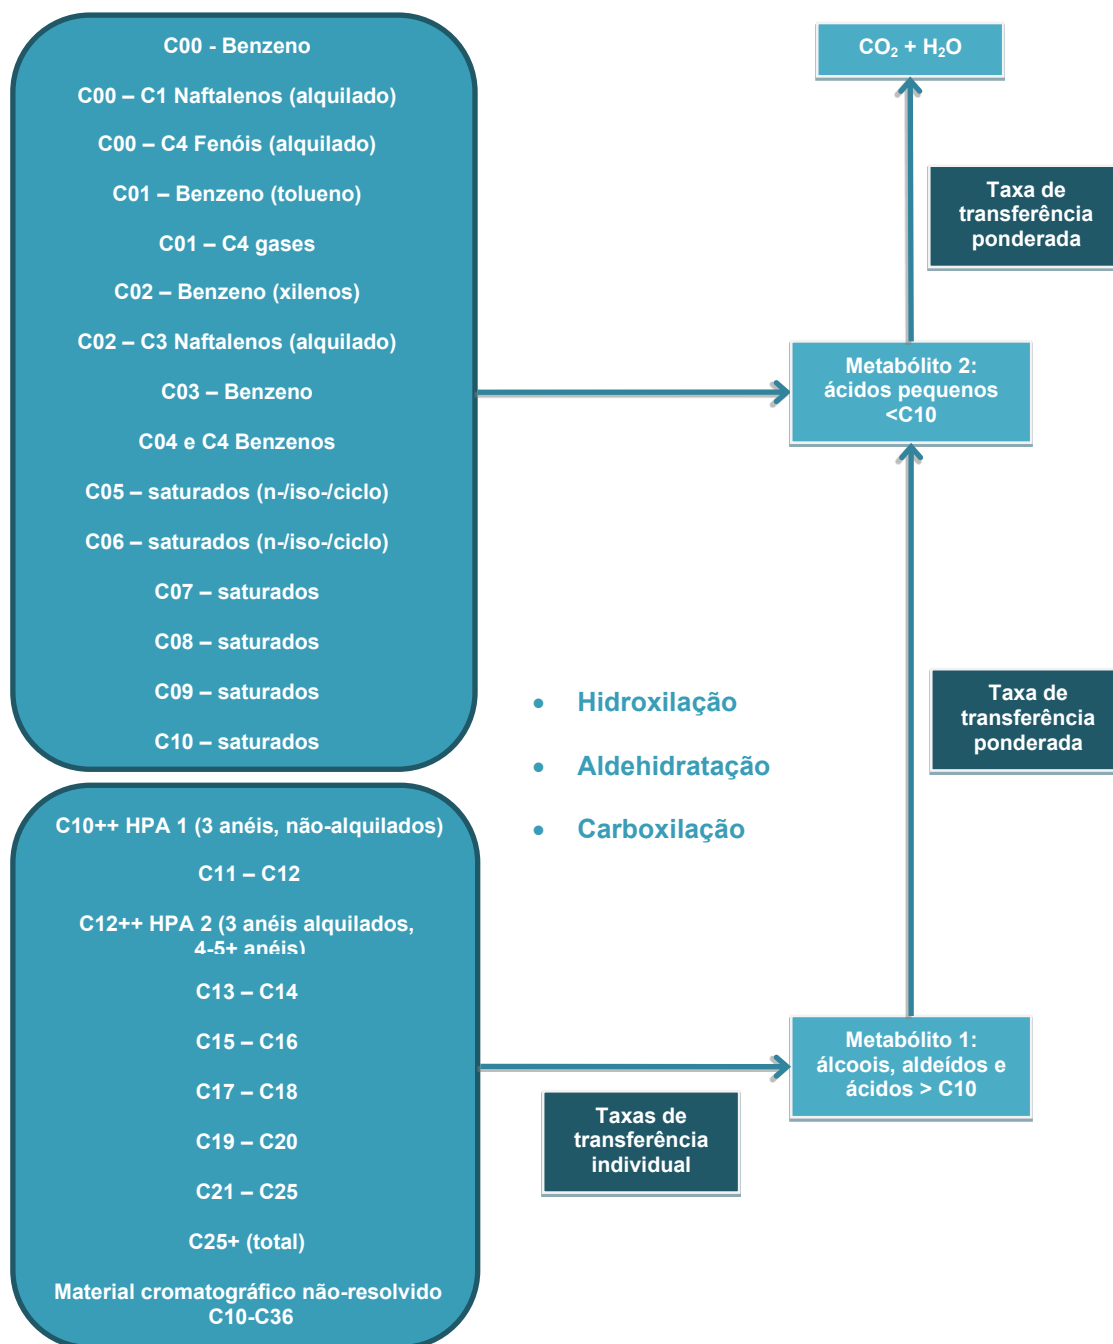 C00 - Benzeno
C00 – C1 Naftalenos (alquilado)
C00 – C4 Fenóis (alquilado)
C01 – Benzeno (tolueno)
C01 – C4 gases
C02 – Benzeno (xilenos)
C02 – C3 Naftalenos (alquilado)
C03 – Benzeno
C04 e C4 Benzenos
C05 – saturados (n-/iso-/ciclo)
C06 – saturados (n-/iso-/ciclo)
C07 – saturados
C08 – saturados
C09 – saturados
C10 – saturados
C10++ HPA 1 (3 anéis, não-alquilados)
C11 – C12
C12++ HPA 2 (3 anéis alquilados,
4-5+ anéis)
C13 – C14
C15 – C16
C17 – C18
C19 – C20
C21 – C25
C25+ (total)
Material cromatográfico não-resolvido
C10-C36
• Hidroxilação
• Aldehidratação
• Carboxilação
Taxas de
transferência
individual
CO₂ + H₂O
Taxa de
transferência
ponderada
Metabólito 2:
ácidos pequenos
<C10
Taxa de
transferência
ponderada
Metabólito 1:
álcoois, aldeídos e
ácidos > C10